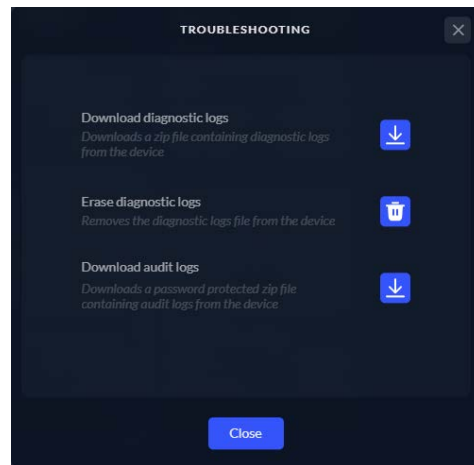 TROUBLESHOOTING
Download diagnostic logs
Downloads a zip file containing diagnostic logs
from the device
Erase diagnostic logs
Removes the diagnostic logs file from the device
Download audit logs
Downloads a password protected zip file
containing audit logs from the device
Close